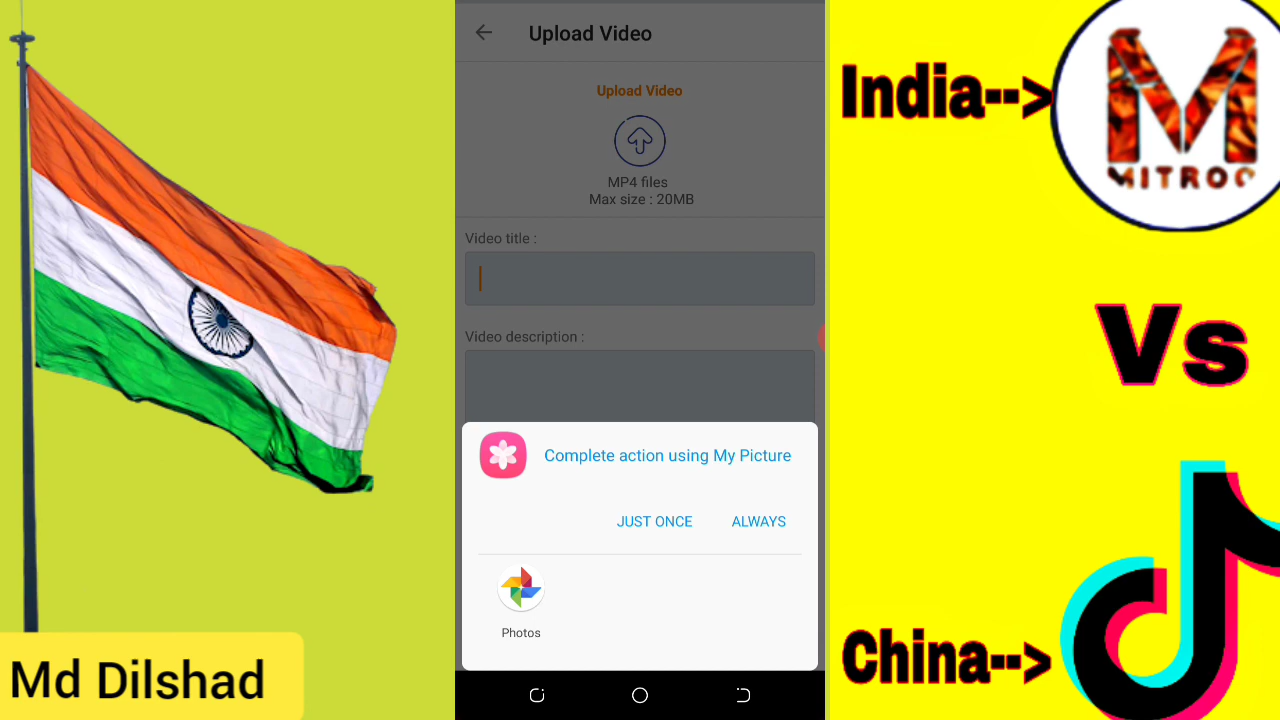 Upload Video
Upload Video
MP4 files
Max size : 20MB
Video title :
Video description :
Complete action using My Picture
JUST ONCE
ALWAYS
Photos
Md Dilshad
India-->
M
MITROO
Vs
China-->